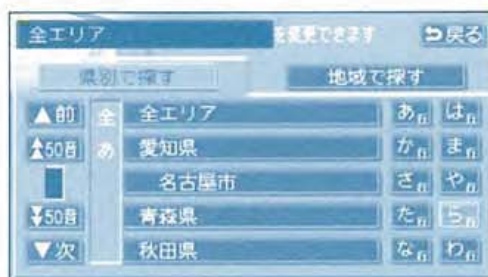 全エリア を変更できます 戻る
県別で探す 地域で探す
前 全 全エリア あ行 は行
50音 あ 愛知県 か行 ま行
名古屋市 さ行 や行
50音 青森県 た行 ら行
次 秋田県 な行 わ行